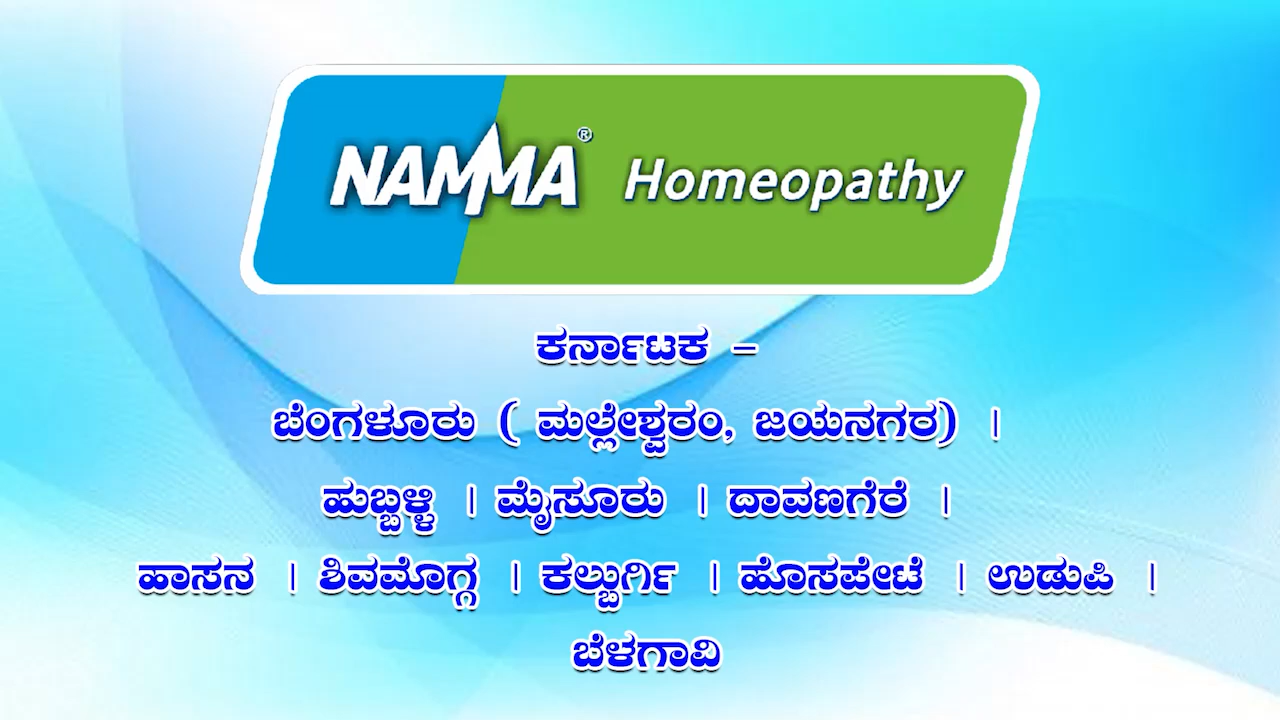 NAMMA® Homeopathy
ಕರ್ನಾಟಕ –
ಬೆಂಗಳೂರು ( ಮಲ್ಲೇಶ್ವರಂ, ಜಯನಗರ) |
ಹುಬ್ಬಳ್ಳಿ | ಮೈಸೂರು | ದಾವಣಗೆರೆ |
ಹಾಸನ | ಶಿವಮೊಗ್ಗ | ಕಲ್ಬುರ್ಗಿ | ಹೊಸಪೇಟೆ | ಉಡುಪಿ |
ಬೆಳಗಾವಿ